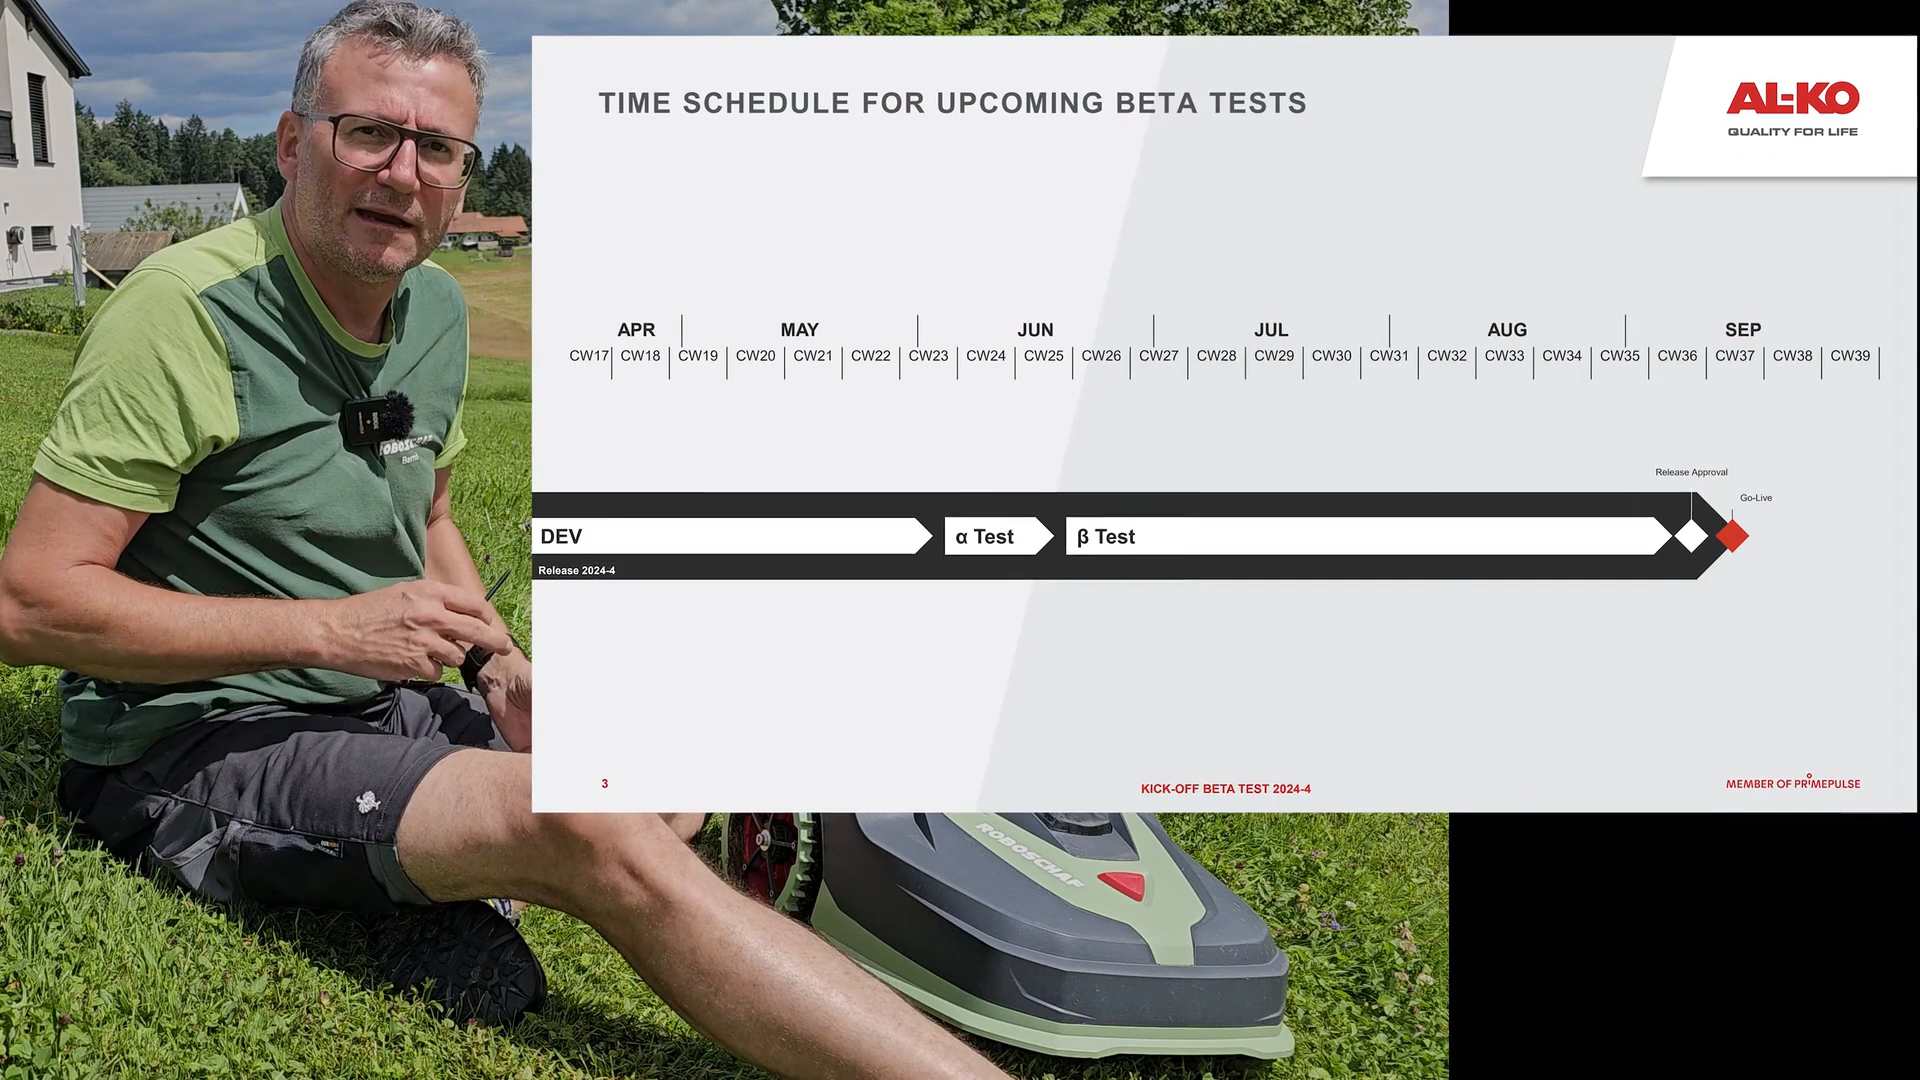 TIME SCHEDULE FOR UPCOMING BETA TESTS
AL-KO
QUALITY FOR LIFE
APR MAY JUN JUL AUG SEP
CW17 CW18 CW19 CW20 CW21 CW22 CW23 CW24 CW25 CW26 CW27 CW28 CW29 CW30 CW31 CW32 CW33 CW34 CW35 CW36 CW37 CW38 CW39
Release Approval
Go-Live
DEV α Test β Test
Release 2024-4
3
KICK-OFF BETA TEST 2024-4
MEMBER OF PRIMEPULSE
ROBOSCHAF